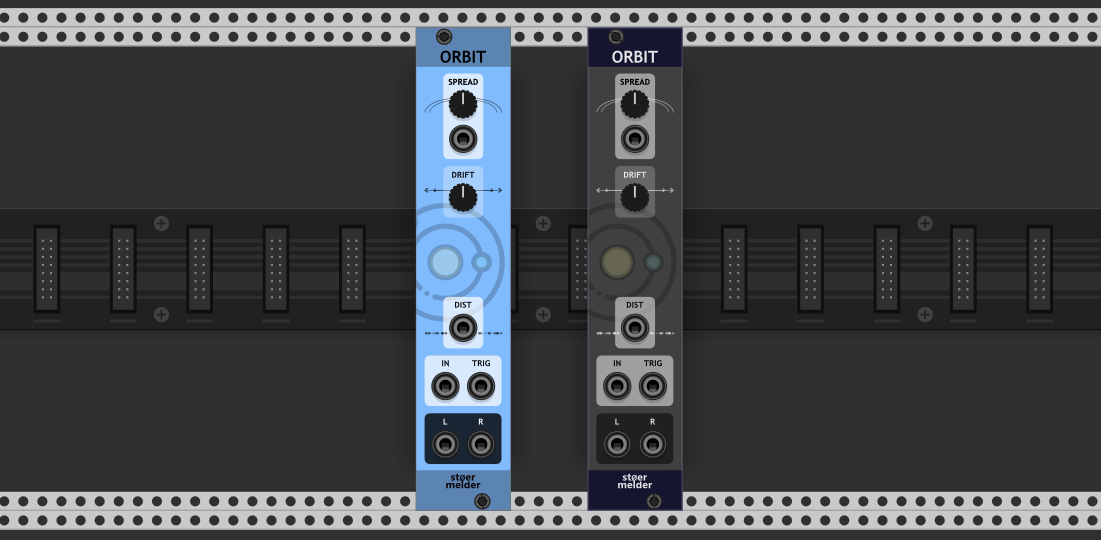 ORBIT
SPREAD
DRIFT
DIST
IN TRIG
L R
støer
melder
ORBIT
SPREAD
DRIFT
DIST
IN TRIG
L R
støer
melder